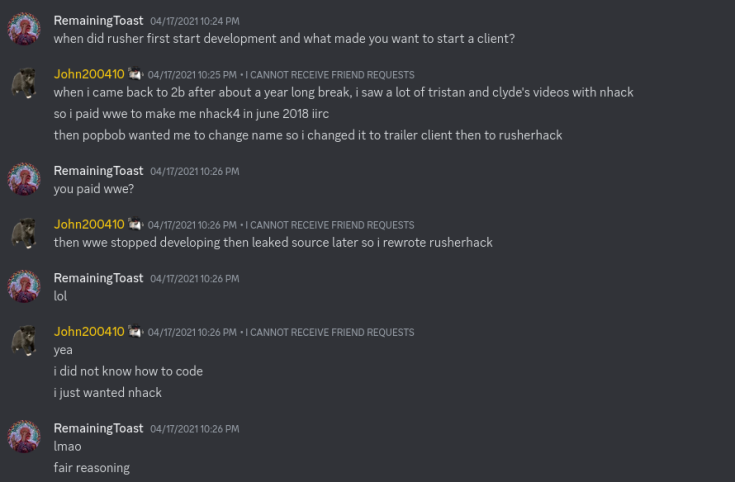 RemainingToast 04/17/2021 10:24 PM
when did rusher first start development and what made you want to start a client?
John200410 04/17/2021 10:25 PM • I CANNOT RECEIVE FRIEND REQUESTS
when i came back to 2b after about a year long break, i saw a lot of tristan and clyde's videos with nhack
so i paid wwe to make me nhack4 in june 2018 iirc
then popbob wanted me to change name so i changed it to trailer client then to rusherhack
RemainingToast 04/17/2021 10:26 PM
you paid wwe?
John200410 04/17/2021 10:26 PM • I CANNOT RECEIVE FRIEND REQUESTS
then wwe stopped developing then leaked source later so i rewrote rusherhack
RemainingToast 04/17/2021 10:26 PM
lol
John200410 04/17/2021 10:26 PM • I CANNOT RECEIVE FRIEND REQUESTS
yea
i did not know how to code
i just wanted nhack
RemainingToast 04/17/2021 10:26 PM
lmao
fair reasoning